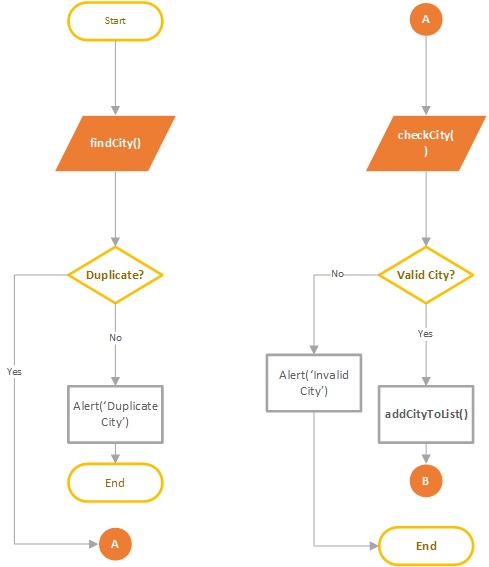 Start
findCity()
Duplicate?
No
Yes
Alert(‘Duplicate
City’)
End
A
A
checkCity(
)
Valid City?
No
Yes
Alert(‘Invalid
City’)
addCityToList()
B
End